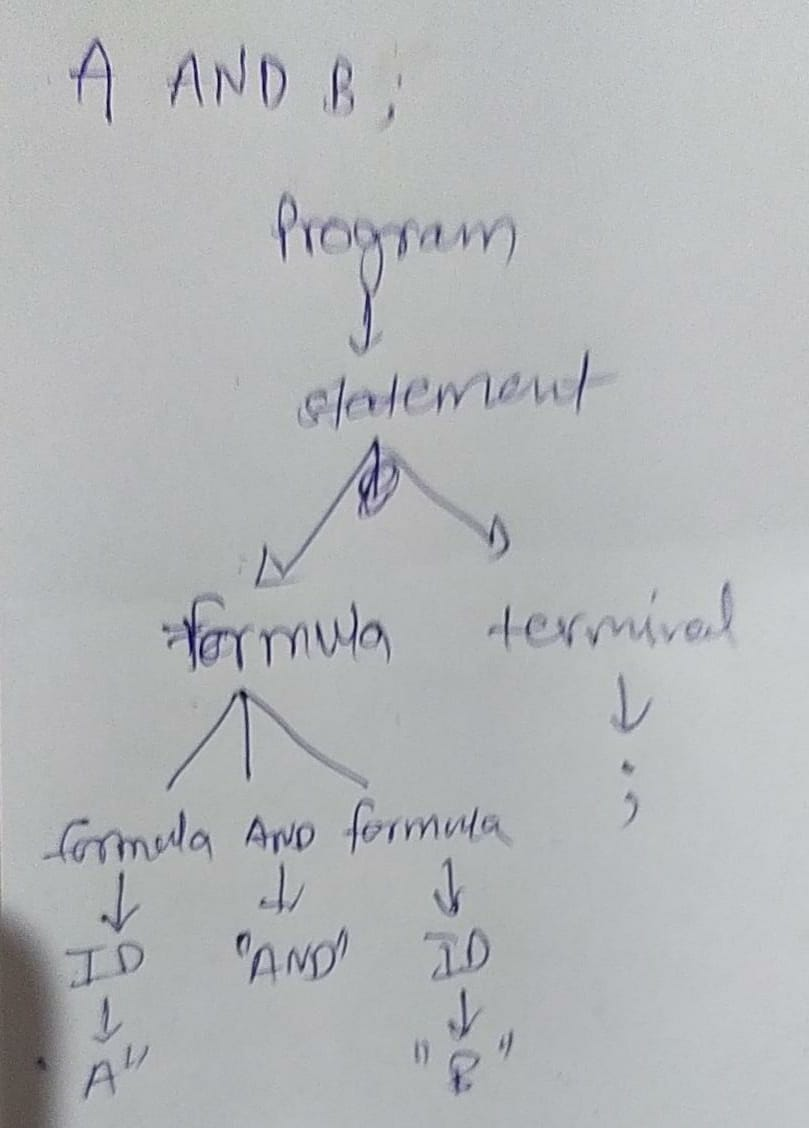 A AND B;
Program
statement
formula terminal
;
formula AND formula
ID "AND" ID
A" "B"